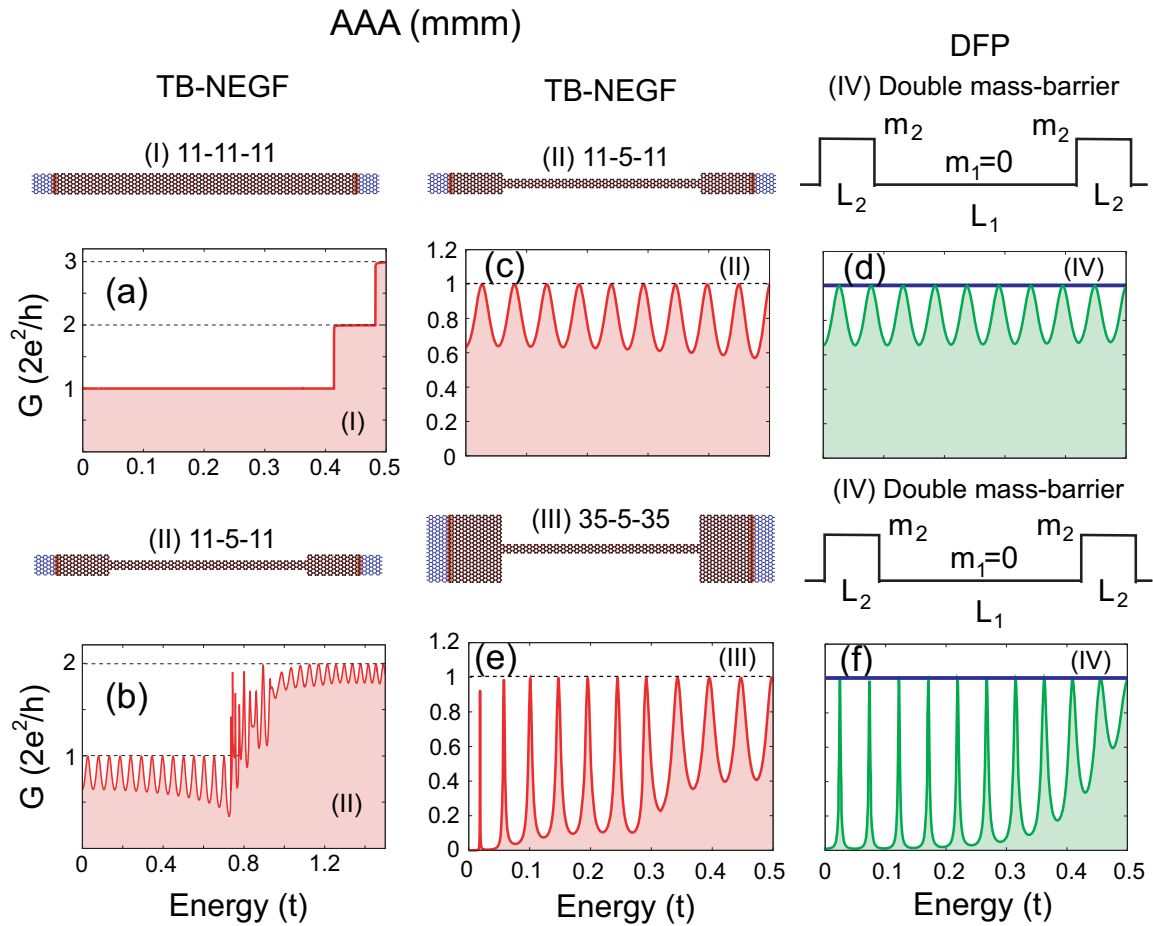 AAA (mmm)
TB-NEGF
TB-NEGF
DFP
(IV) Double mass-barrier
(I) 11-11-11
(II) 11-5-11
m2 m2
m1=0
L2 L2
L1
3
2
1
G (2e²/h)
(a)
(I)
0 0.1 0.2 0.3 0.4 0.5
1.2
1
0.8
0.6
0.4
0.2
0
(c)
(II)
(d)
(IV)
(II) 11-5-11
(III) 35-5-35
(IV) Double mass-barrier
m2 m2
m1=0
L2 L2
L1
2
1
0
G (2e²/h)
(b)
(II)
0 0.4 0.8 1.2
Energy (t)
1
0.8
0.6
0.4
0.2
0
(e)
(III)
0 0.1 0.2 0.3 0.4 0.5
Energy (t)
(f)
(IV)
0 0.1 0.2 0.3 0.4 0.5
Energy (t)